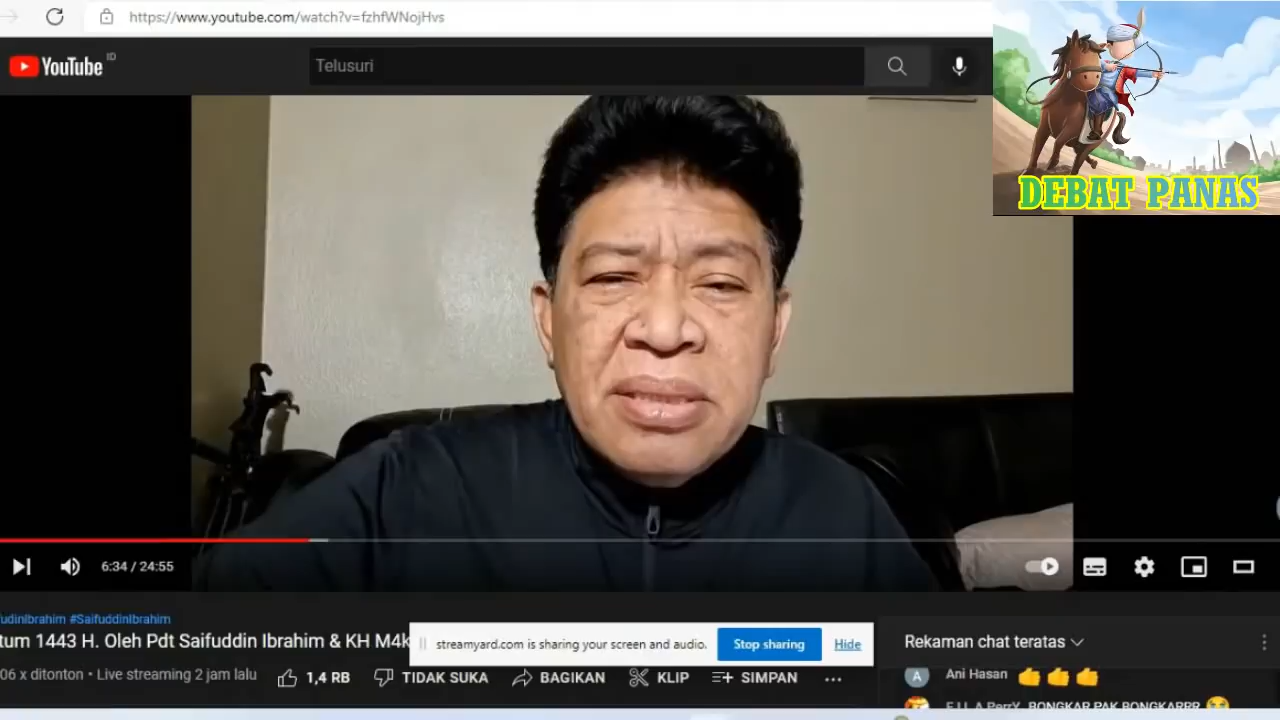 https://www.youtube.com/watch?v=fzhfWNojHvs
YouTube ID
Telusuri
DEBAT PANAS
6:34 / 24:55
fudinIbrahim #SaifuddinIbrahim
tum 1443 H. Oleh Pdt Saifuddin Ibrahim & KH M4k
streamyard.com is sharing your screen and audio.
Stop sharing
Hide
06 x ditonton • Live streaming 2 jam lalu
1,4 RB
TIDAK SUKA
BAGIKAN
KLIP
SIMPAN
Rekaman chat teratas
A
Ani Hasan 👍👍👍
BONGKAR PAK BONGKARRR 😭